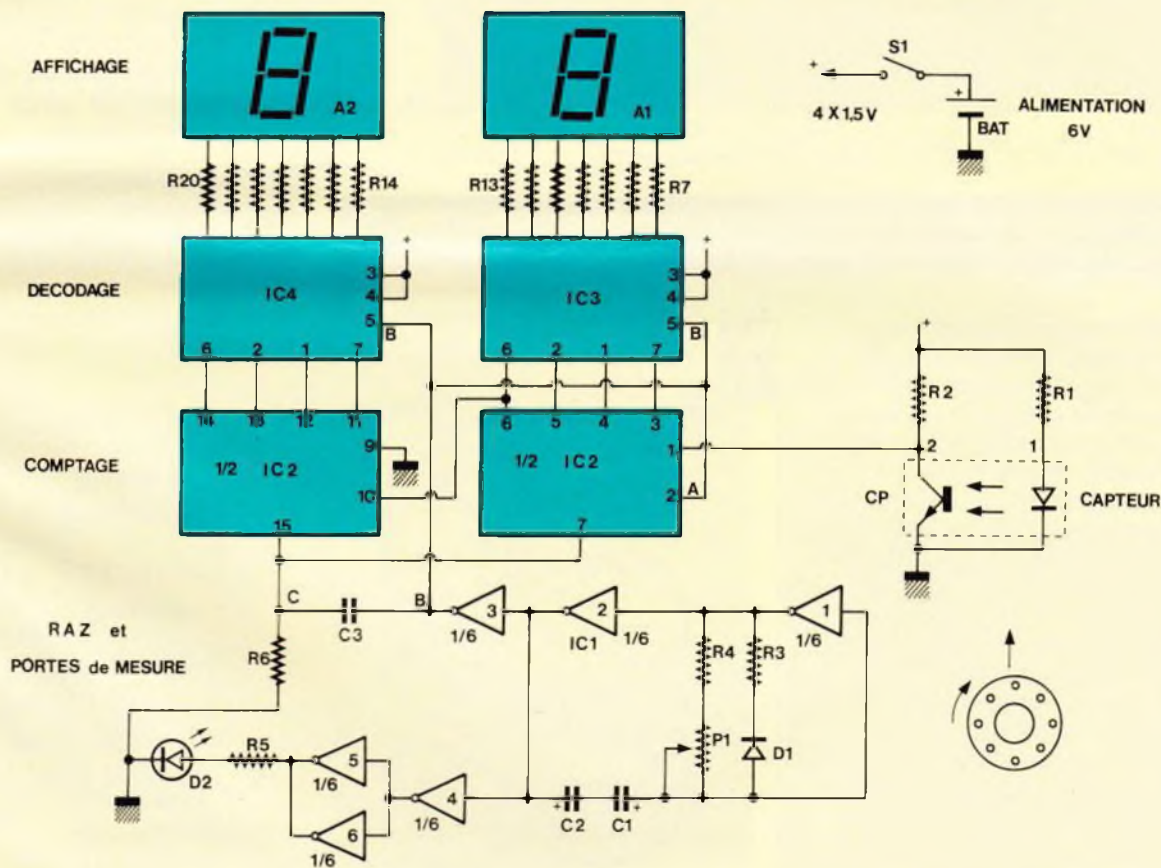 AFFICHAGE
A2
A1
S1
+
4 X 1,5 V
+
BAT
ALIMENTATION
6V
R20
R14
R13
R7
+
+
DECODAGE
IC4
3
4
5
B
6 2 1 7
IC3
3
4
5
B
6 2 1 7
+
R2
R1
COMPTAGE
14 13 12 11
1/2 IC2
9
10
15
6 5 4 3
1/2 IC2
1
A
2
7
2
1
CP
CAPTEUR
RAZ et
PORTES de MESURE
C
C3
B
3
1/6
2
IC1
1/6
1
1/6
R6
R4
R3
P1
D1
D2
R5
5
1/6
6
1/6
4
1/6
+
C2
C1
+